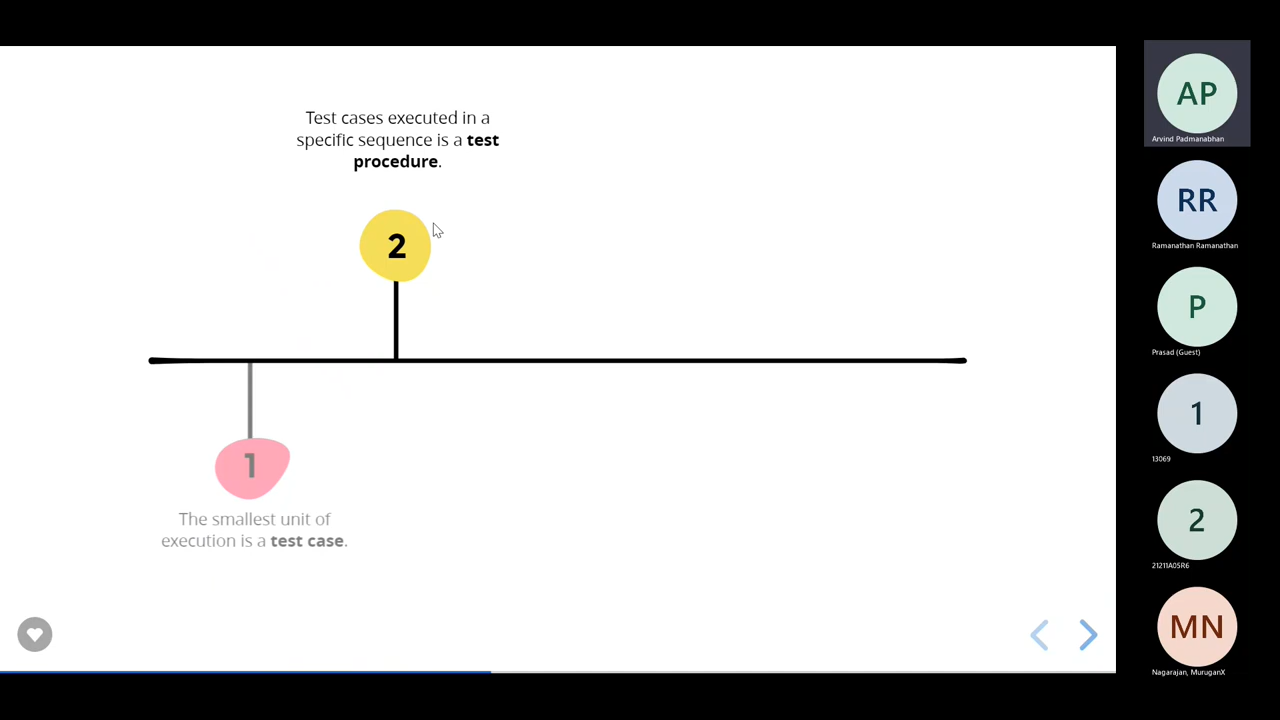 Test cases executed in a
specific sequence is a test
procedure.
2
1
The smallest unit of
execution is a test case.
AP
Arvind Padmanabhan
RR
Ramanathan Ramanathan
P
Prasad (Guest)
1
13069
2
21211A05R6
MN
Nagarajan, MuruganX